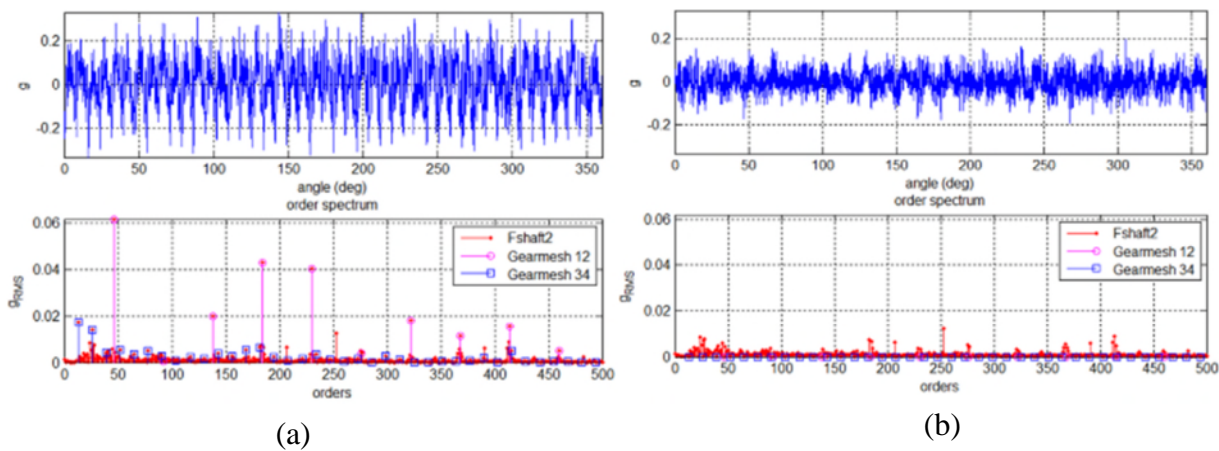 0.2
0
-0.2
g
0 50 100 150 200 250 300 350
angle (deg)
order spectrum
0.06
0.04
0.02
0
gRMS
Fshaft2
Gearmesh 12
Gearmesh 34
0 50 100 150 200 250 300 350 400 450 500
orders
(a)
0.2
0
-0.2
g
0 50 100 150 200 250 300 350
angle (deg)
order spectrum
0.06
0.04
0.02
0
gRMS
Fshaft2
Gearmesh 12
Gearmesh 34
0 50 100 150 200 250 300 350 400 450 500
orders
(b)